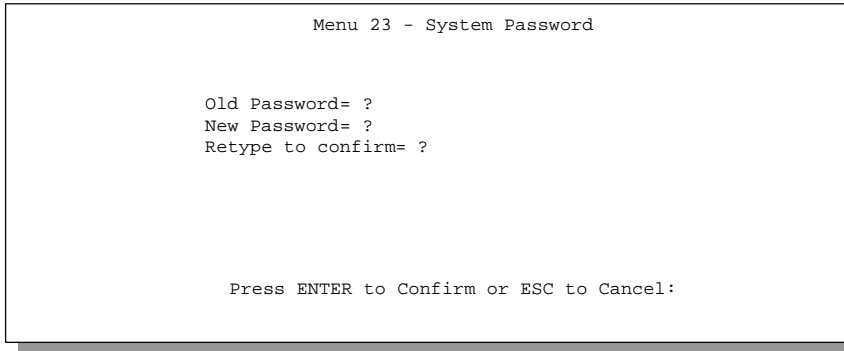 Menu 23 - System Password
Old Password= ?
New Password= ?
Retype to confirm= ?
Press ENTER to Confirm or ESC to Cancel: